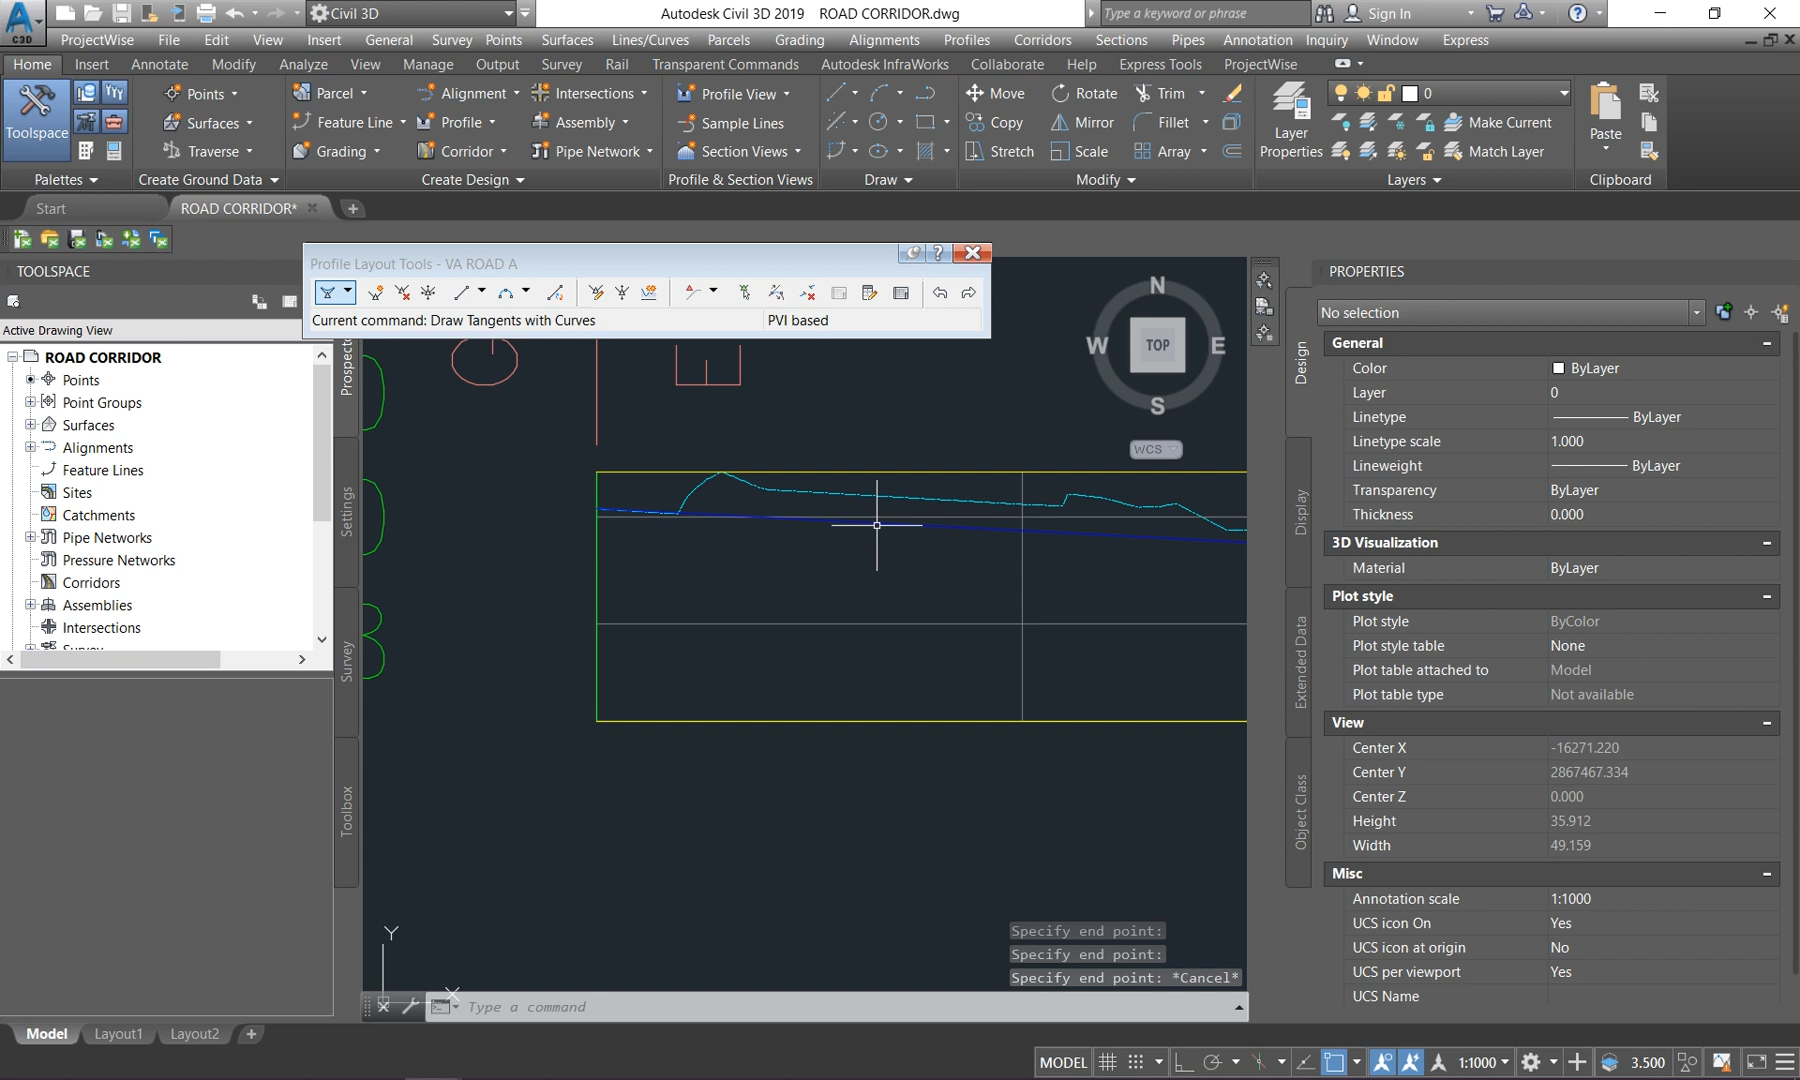 Civil 3D
Autodesk Civil 3D 2019 ROAD CORRIDOR.dwg
Type a keyword or phrase
Sign In
C3D
ProjectWise File Edit View Insert General Survey Points Surfaces Lines/Curves Parcels Grading Alignments Profiles Corridors Sections Pipes Annotation Inquiry Window Express
Home Insert Annotate Modify Analyze View Manage Output Survey Rail Transparent Commands Autodesk InfraWorks Collaborate Help Express Tools ProjectWise
Points Parcel Alignment Intersections Profile View Move Rotate Trim 0
Surfaces Feature Line Profile Assembly Sample Lines Copy Mirror Fillet Make Current
Toolspace Layer Properties Paste
Traverse Grading Corridor Pipe Network Section Views Stretch Scale Array Match Layer
Palettes Create Ground Data Create Design Profile & Section Views Draw Modify Layers Clipboard
Start ROAD CORRIDOR*
TOOLSPACE
Active Drawing View
ROAD CORRIDOR
Points
Point Groups
Surfaces
Alignments
Feature Lines
Sites
Catchments
Pipe Networks
Pressure Networks
Corridors
Assemblies
Intersections
Survey
Prospector
Settings
Survey
Toolbox
Profile Layout Tools - VA ROAD A
Current command: Draw Tangents with Curves PVI based
N
W TOP E
S
WCS
Y
X
Specify end point:
Specify end point:
Specify end point: *Cancel*
Type a command
Design
Display
Extended Data
Object Class
PROPERTIES
No selection
General
Color ByLayer
Layer 0
Linetype ByLayer
Linetype scale 1.000
Lineweight ByLayer
Transparency ByLayer
Thickness 0.000
3D Visualization
Material ByLayer
Plot style
Plot style ByColor
Plot style table None
Plot table attached to Model
Plot table type Not available
View
Center X -16271.220
Center Y 2867467.334
Center Z 0.000
Height 35.912
Width 49.159
Misc
Annotation scale 1:1000
UCS icon On Yes
UCS icon at origin No
UCS per viewport Yes
UCS Name
Model Layout1 Layout2
MODEL 1:1000 3.500